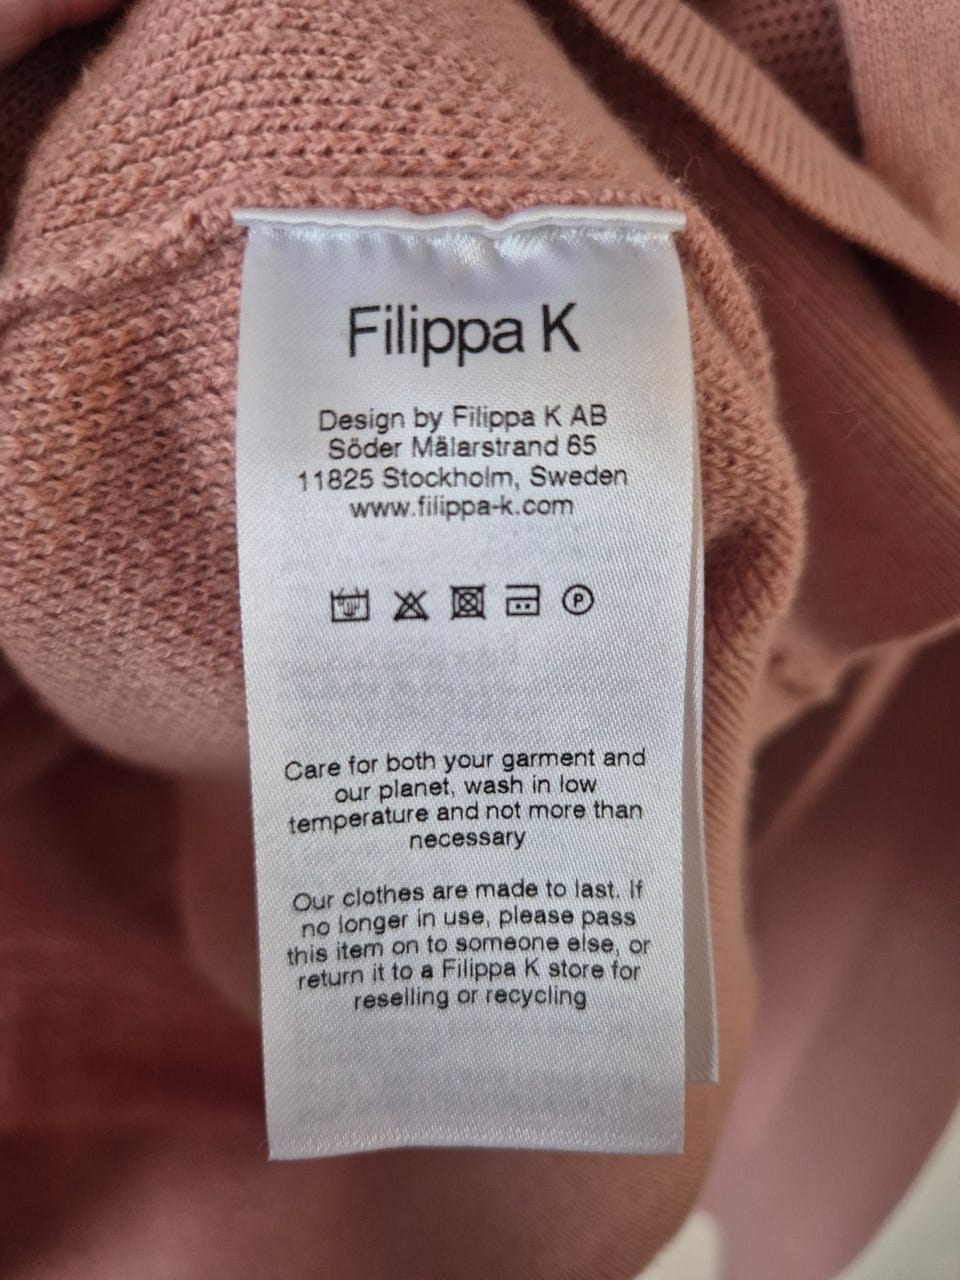 Filippa K
Design by Filippa K AB
Söder Mälarstrand 65
11825 Stockholm, Sweden
www.filippa-k.com
P
Care for both your garment and
our planet, wash in low
temperature and not more than
necessary
Our clothes are made to last. If
no longer in use, please pass
this item on to someone else, or
return it to a Filippa K store for
reselling or recycling